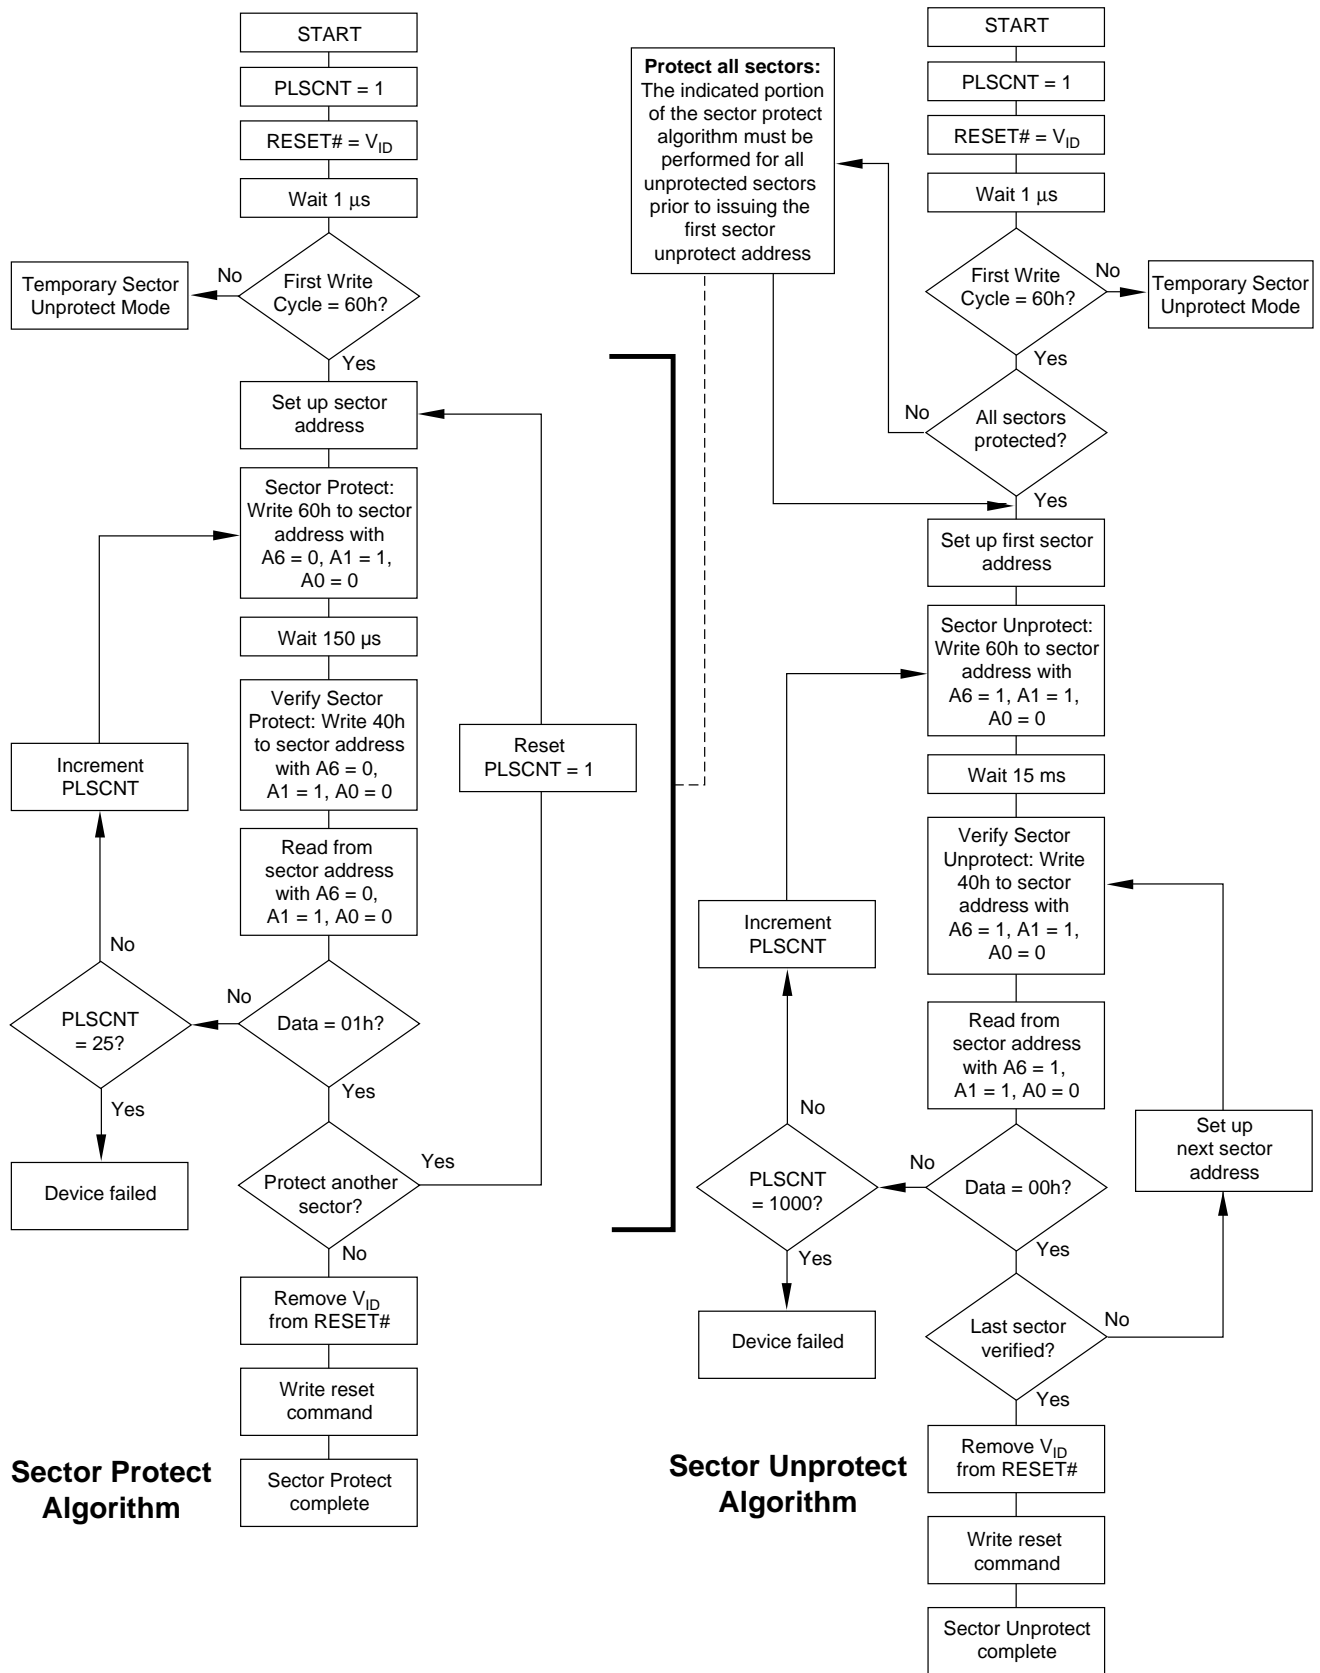 START
PLSCNT = 1
RESET# = VID
Wait 1 μs
First Write
Cycle = 60h?
No
Temporary Sector
Unprotect Mode
Yes
Set up sector
address
Sector Protect:
Write 60h to sector
address with
A6 = 0, A1 = 1,
A0 = 0
Wait 150 µs
Verify Sector
Protect: Write 40h
to sector address
with A6 = 0,
A1 = 1, A0 = 0
Reset
PLSCNT = 1
Increment
PLSCNT
Read from
sector address
with A6 = 0,
A1 = 1, A0 = 0
No
No
PLSCNT
= 25?
Data = 01h?
Yes
Yes
Device failed
Protect another
sector?
Yes
No
Remove VID
from RESET#
Write reset
command
Sector Protect
complete
Sector Protect
Algorithm
Protect all sectors:
The indicated portion
of the sector protect
algorithm must be
performed for all
unprotected sectors
prior to issuing the
first sector
unprotect address
START
PLSCNT = 1
RESET# = VID
Wait 1 μs
First Write
Cycle = 60h?
No
Temporary Sector
Unprotect Mode
Yes
No
All sectors
protected?
Yes
Set up first sector
address
Sector Unprotect:
Write 60h to sector
address with
A6 = 1, A1 = 1,
A0 = 0
Wait 15 ms
Verify Sector
Unprotect: Write
40h to sector
address with
A6 = 1, A1 = 1,
A0 = 0
Increment
PLSCNT
Read from
sector address
with A6 = 1,
A1 = 1, A0 = 0
No
Set up
next sector
address
No
PLSCNT
= 1000?
Data = 00h?
Yes
Yes
Device failed
Last sector
verified?
No
Yes
Remove VID
from RESET#
Write reset
command
Sector Unprotect
complete
Sector Unprotect
Algorithm